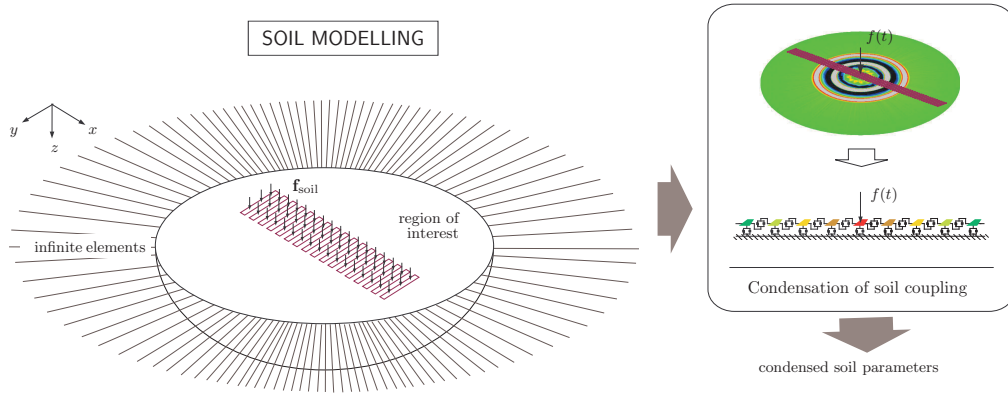 SOIL MODELLING
y
x
z
f_soil
region of
interest
infinite elements
f(t)
f(t)
Condensation of soil coupling
condensed soil parameters